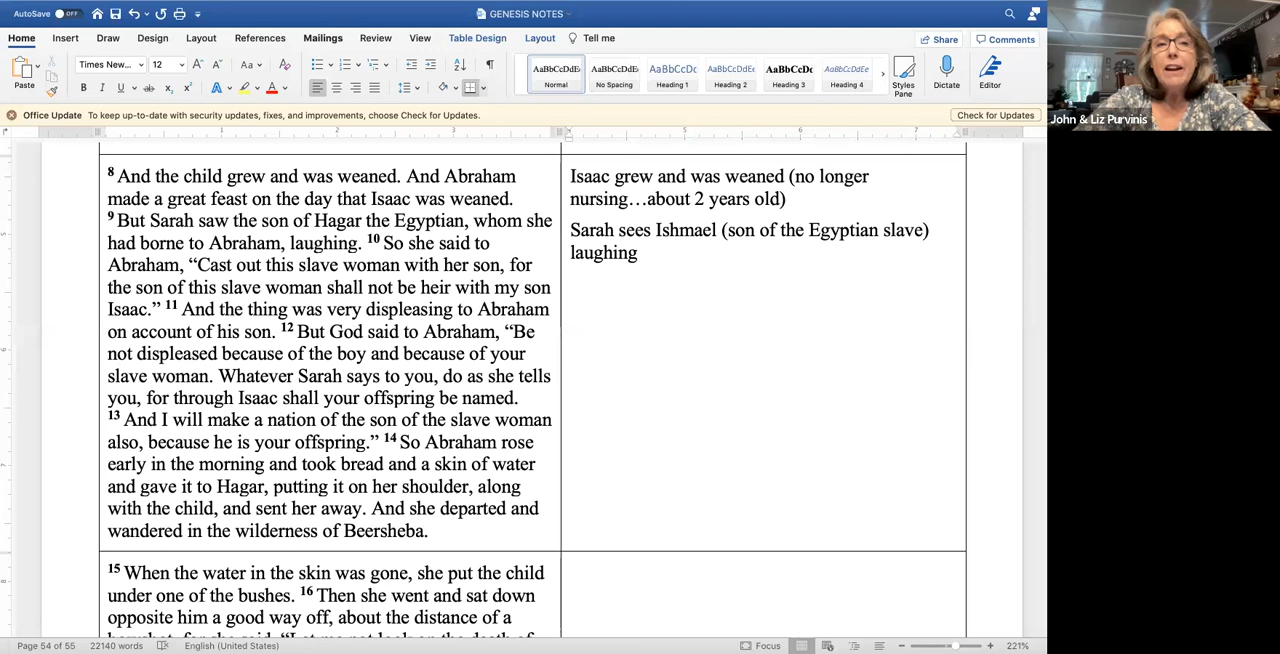 AutoSave OFF GENESIS NOTES
Home Insert Draw Design Layout References Mailings Review View Table Design Layout Tell me Share Comments
Paste Times New... 12 Aa AaBbCcDdE Normal AaBbCcDdE No Spacing AaBbCcDc Heading 1 AaBbCcDdE Heading 2 AaBbCcDc Heading 3 AaBbCcDdE Heading 4 Styles Pane Dictate Editor
Office Update To keep up-to-date with security updates, fixes, and improvements, choose Check for Updates. Check for Updates
John & Liz Purvinis
1 2 3 5 6 7
8 And the child grew and was weaned. And Abraham
made a great feast on the day that Isaac was weaned.
9 But Sarah saw the son of Hagar the Egyptian, whom she
had borne to Abraham, laughing. 10 So she said to
Abraham, “Cast out this slave woman with her son, for
the son of this slave woman shall not be heir with my son
Isaac.” 11 And the thing was very displeasing to Abraham
on account of his son. 12 But God said to Abraham, “Be
not displeased because of the boy and because of your
slave woman. Whatever Sarah says to you, do as she tells
you, for through Isaac shall your offspring be named.
13 And I will make a nation of the son of the slave woman
also, because he is your offspring.” 14 So Abraham rose
early in the morning and took bread and a skin of water
and gave it to Hagar, putting it on her shoulder, along
with the child, and sent her away. And she departed and
wandered in the wilderness of Beersheba.
Isaac grew and was weaned (no longer
nursing…about 2 years old)
Sarah sees Ishmael (son of the Egyptian slave)
laughing
15 When the water in the skin was gone, she put the child
under one of the bushes. 16 Then she went and sat down
opposite him a good way off, about the distance of a
Page 54 of 55 22140 words English (United States) Focus 221%